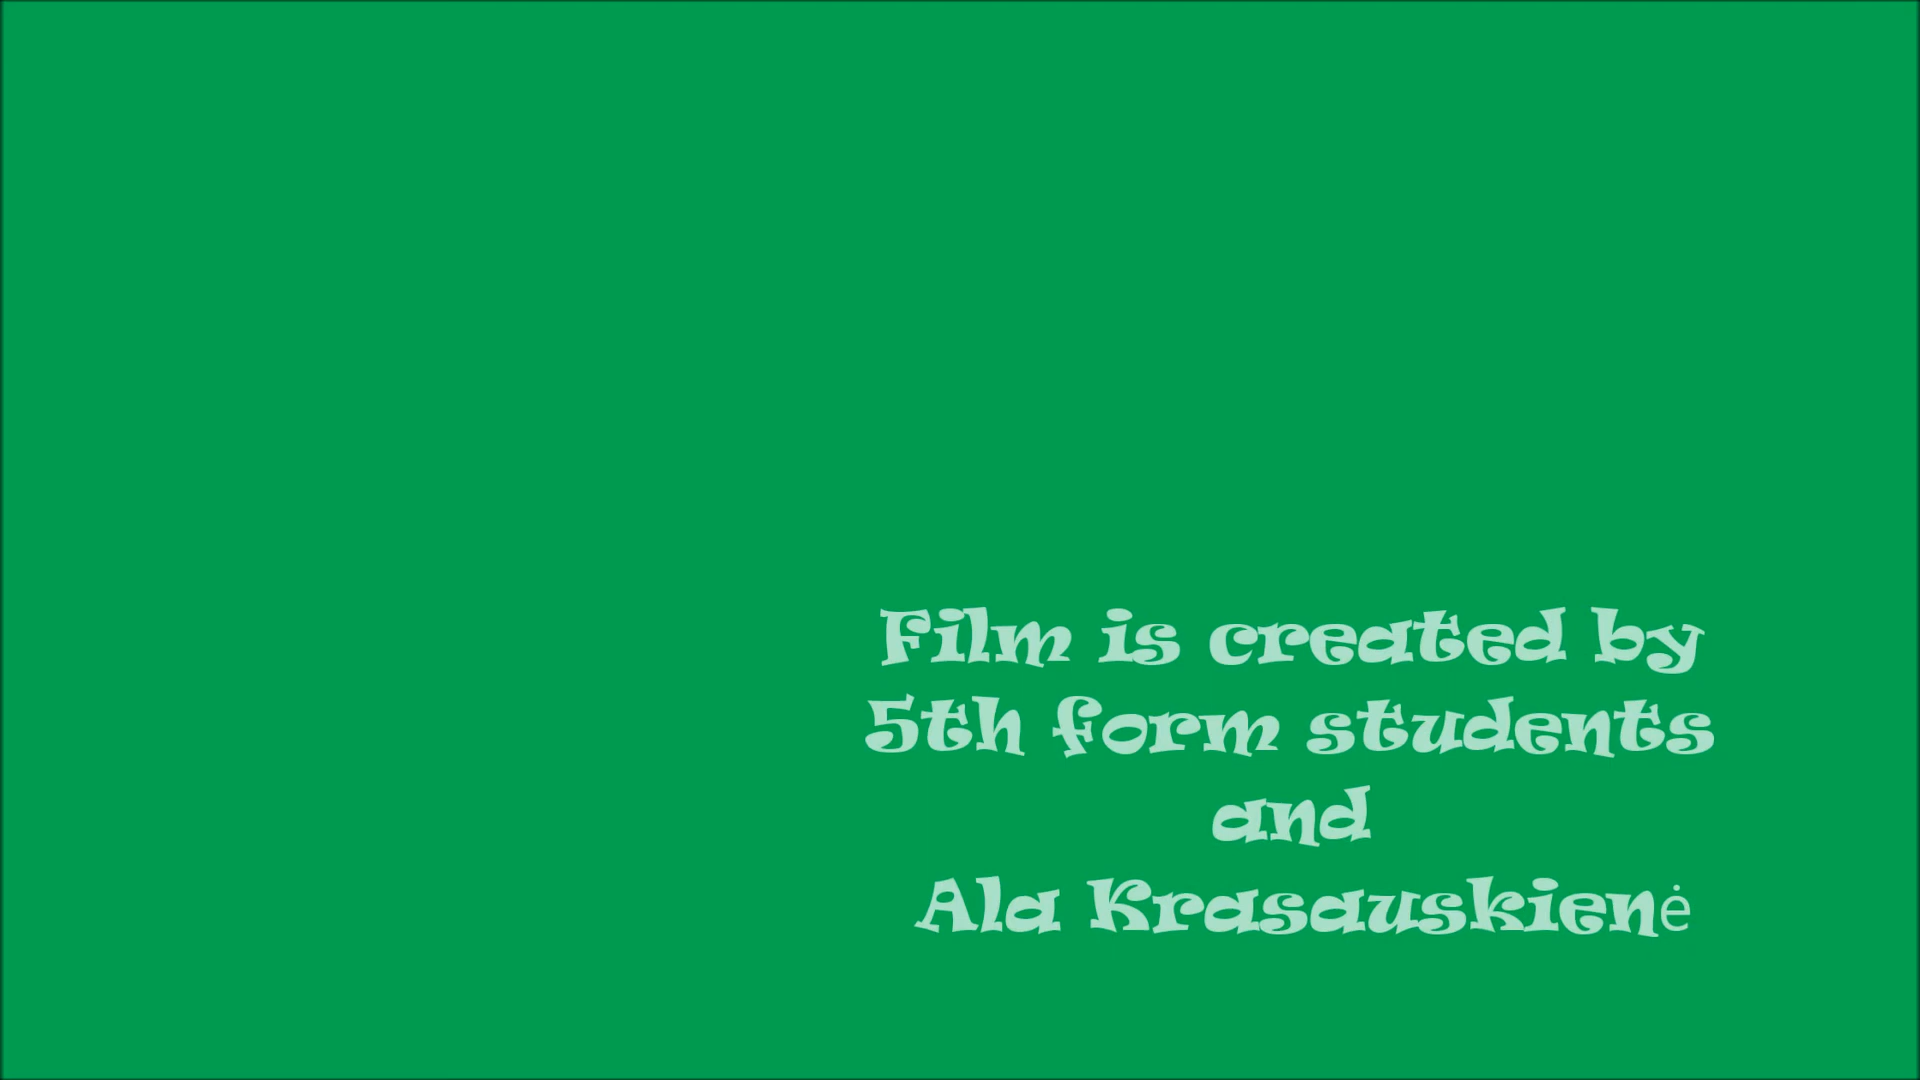 Film is created by
5th form students
and
Ala Krasauskienė